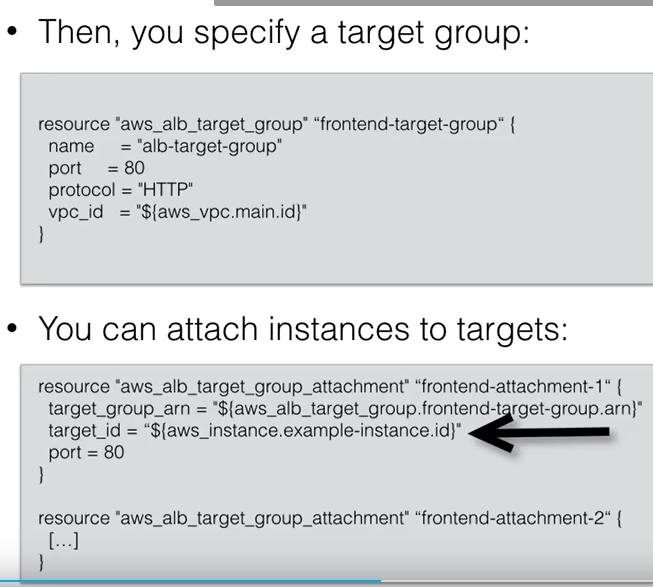 • Then, you specify a target group:
resource "aws_alb_target_group" “frontend-target-group“ {
name = "alb-target-group"
port = 80
protocol = "HTTP"
vpc_id = "${aws_vpc.main.id}"
}
• You can attach instances to targets:
resource "aws_alb_target_group_attachment" “frontend-attachment-1“ {
target_group_arn = "${aws_alb_target_group.frontend-target-group.arn}"
target_id = “${aws_instance.example-instance.id}"
port = 80
}
resource "aws_alb_target_group_attachment" “frontend-attachment-2“ {
[…]
}